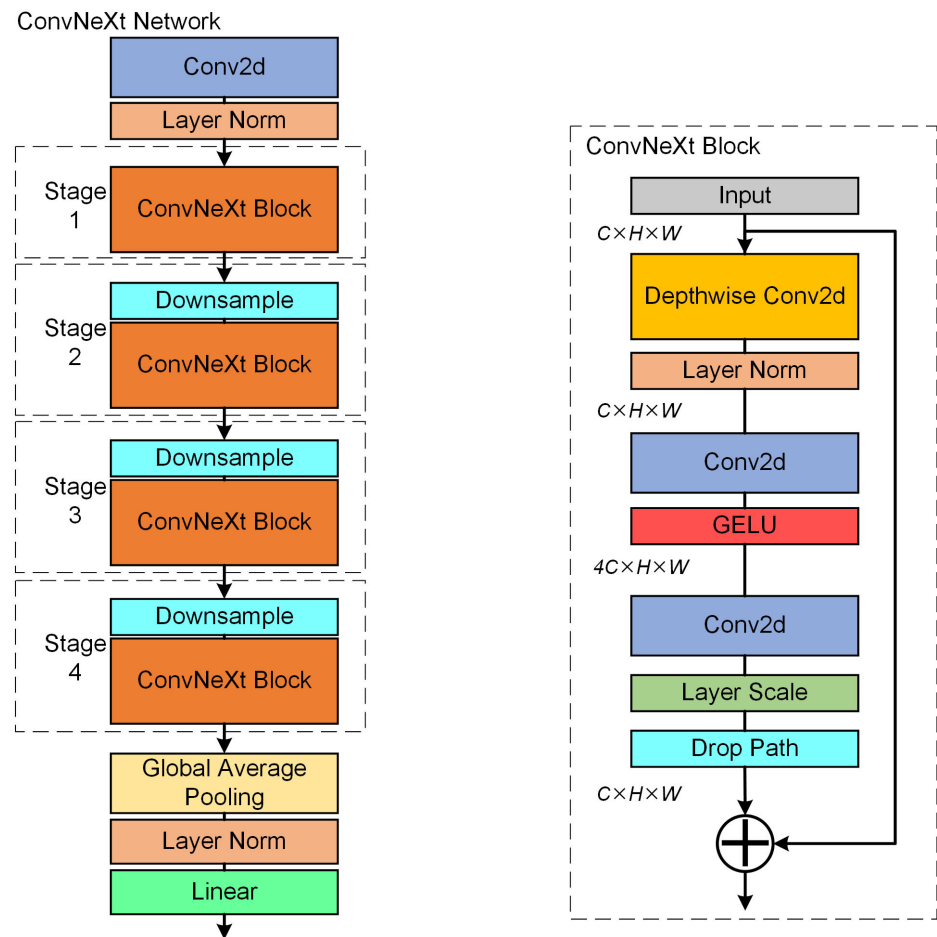 ConvNeXt Network
Conv2d
Layer Norm
Stage
1
ConvNeXt Block
Stage
2
Downsample
ConvNeXt Block
Stage
3
Downsample
ConvNeXt Block
Stage
4
Downsample
ConvNeXt Block
Global Average
Pooling
Layer Norm
Linear
ConvNeXt Block
Input
C×H×W
Depthwise Conv2d
Layer Norm
C×H×W
Conv2d
GELU
4C×H×W
Conv2d
Layer Scale
Drop Path
C×H×W